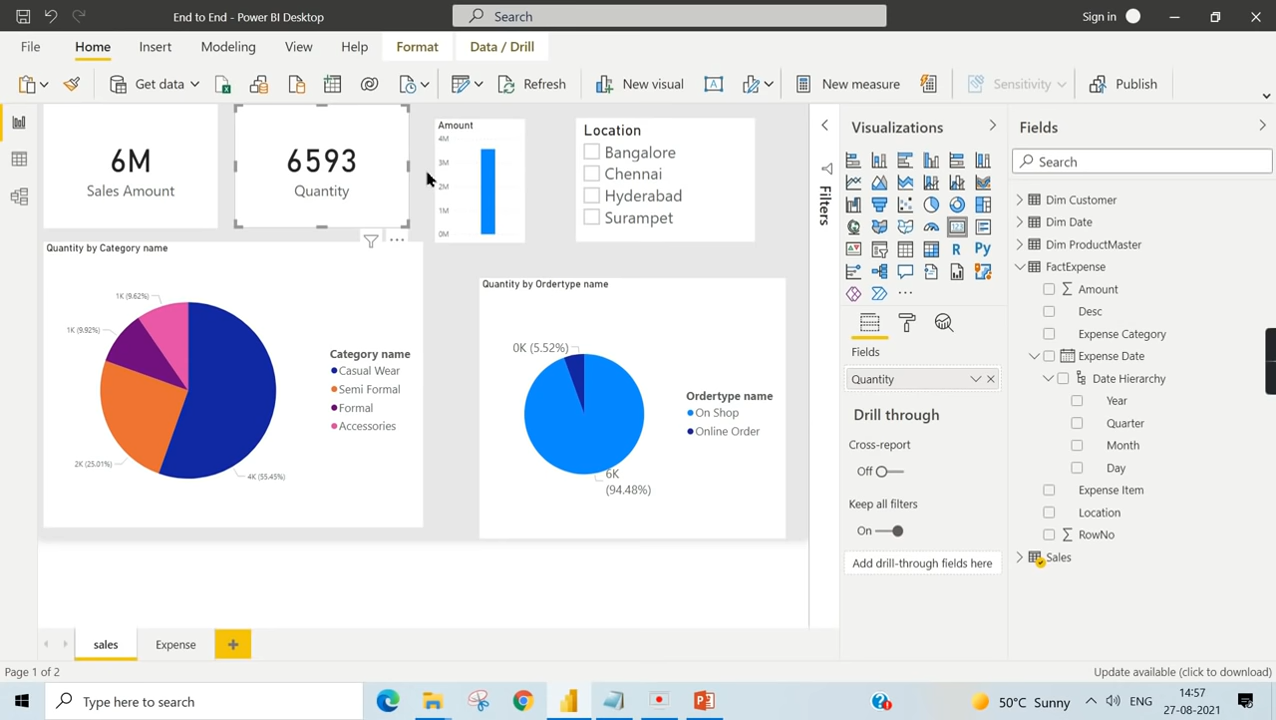 End to End - Power BI Desktop
Search
Sign in
File
Home
Insert
Modeling
View
Help
Format
Data / Drill
Get data
Refresh
New visual
New measure
Sensitivity
Publish
6M
Sales Amount
6593
Quantity
Amount
4M
3M
2M
1M
0M
Location
Bangalore
Chennai
Hyderabad
Surampet
Quantity by Category name
1K (9.62%)
1K (9.92%)
2K (25.01%)
4K (55.45%)
Category name
Casual Wear
Semi Formal
Formal
Accessories
Quantity by Ordertype name
0K (5.52%)
6K
(94.48%)
Ordertype name
On Shop
Online Order
Filters
Visualizations
R
Py
Fields
Quantity
Drill through
Cross-report
Off
Keep all filters
On
Add drill-through fields here
Fields
Search
Dim Customer
Dim Date
Dim ProductMaster
FactExpense
Amount
Desc
Expense Category
Expense Date
Date Hierarchy
Year
Quarter
Month
Day
Expense Item
Location
RowNo
Sales
sales
Expense
Page 1 of 2
Update available (click to download)
Type here to search
50°C Sunny
ENG
14:57
27-08-2021